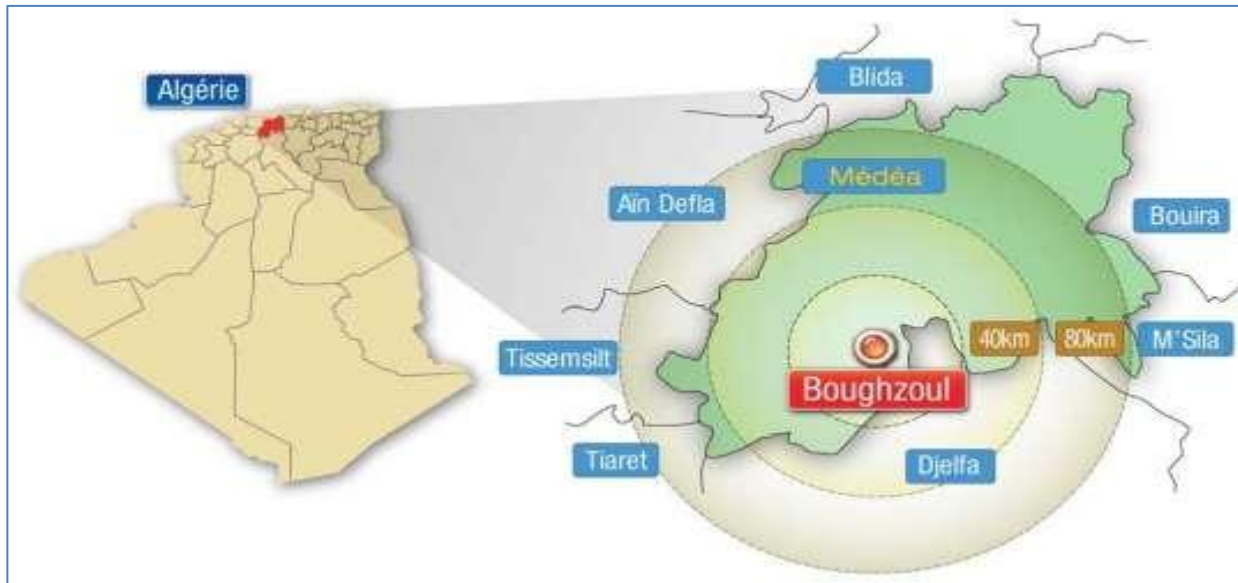 Algérie
Blida
Médéa
Aïn Defla
Bouira
40km
80km
M'Sila
Tissemsilt
Boughzoul
Tiaret
Djelfa